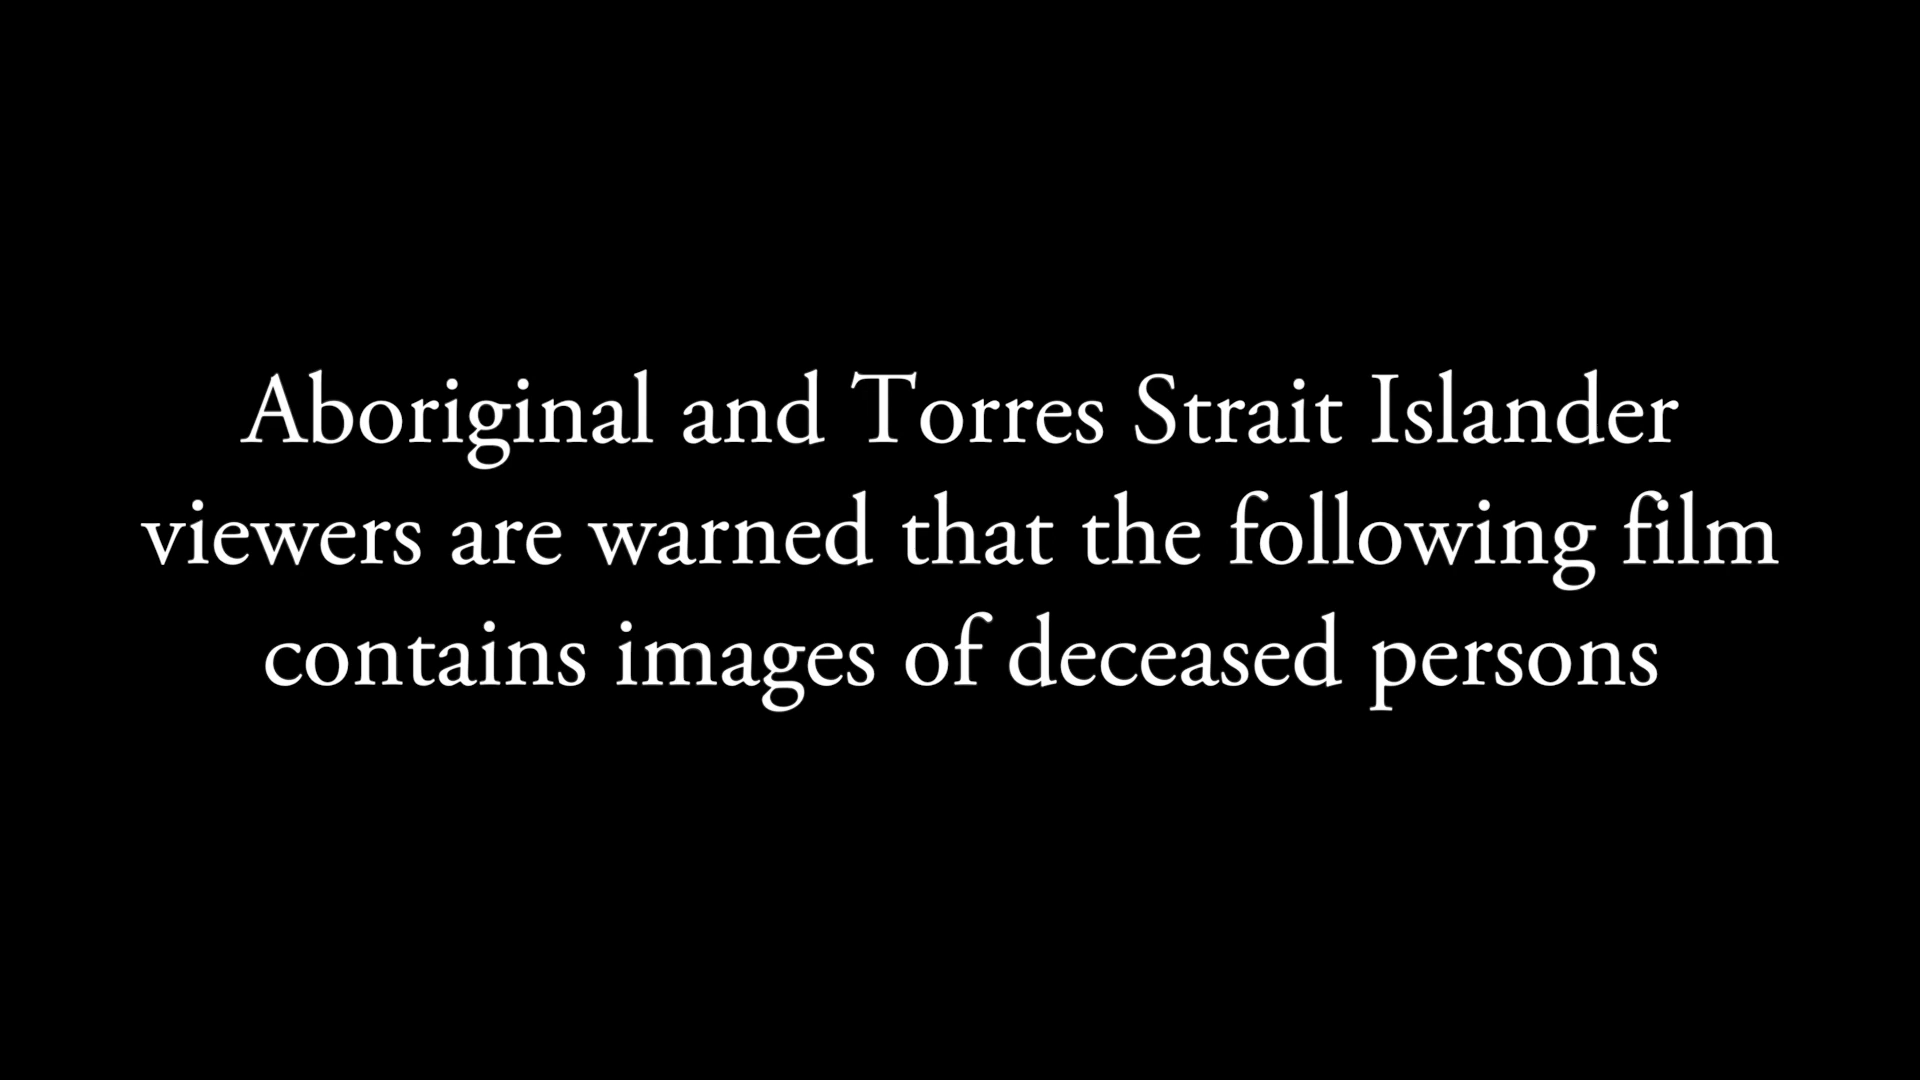 Aboriginal and Torres Strait Islander
viewers are warned that the following film
contains images of deceased persons